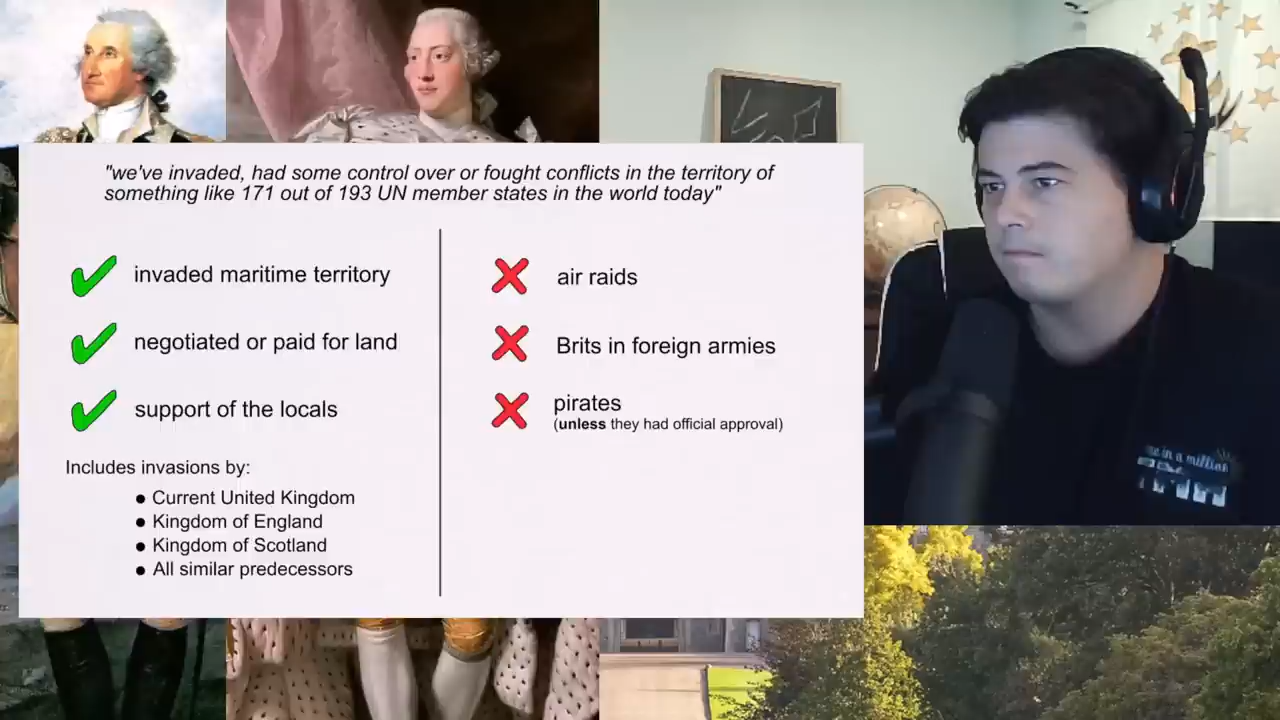 "we've invaded, had some control over or fought conflicts in the territory of
something like 171 out of 193 UN member states in the world today"
invaded maritime territory
negotiated or paid for land
support of the locals
Includes invasions by:
● Current United Kingdom
● Kingdom of England
● Kingdom of Scotland
● All similar predecessors
air raids
Brits in foreign armies
pirates
(unless they had official approval)
in a million